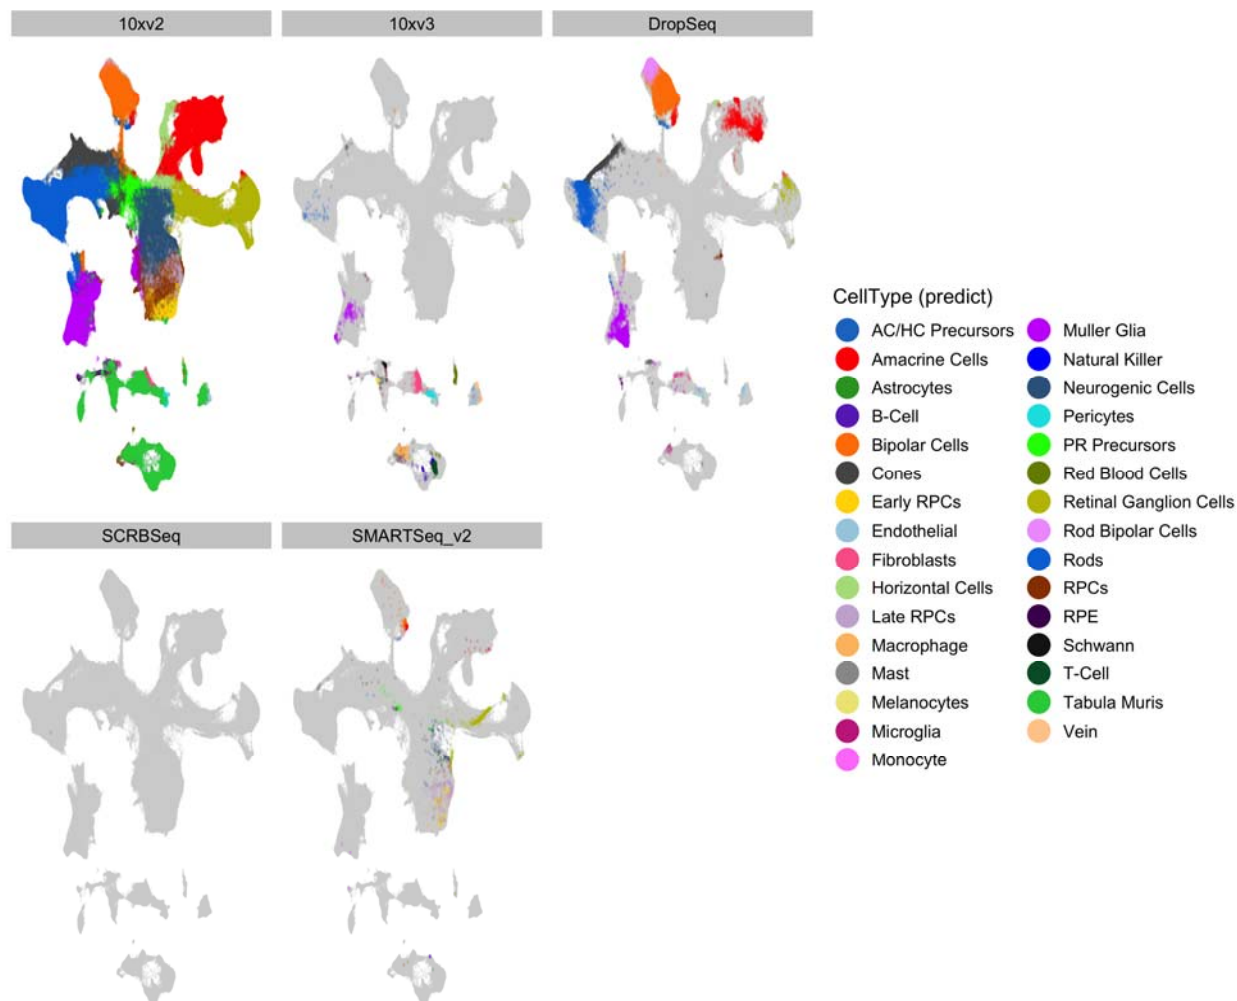 10xv2
10xv3
DropSeq
SCRBSeq
SMARTSeq_v2
CellType (predict)
AC/HC Precursors
Amacrine Cells
Astrocytes
B-Cell
Bipolar Cells
Cones
Early RPCs
Endothelial
Fibroblasts
Horizontal Cells
Late RPCs
Macrophage
Mast
Melanocytes
Microglia
Monocyte
Muller Glia
Natural Killer
Neurogenic Cells
Pericytes
PR Precursors
Red Blood Cells
Retinal Ganglion Cells
Rod Bipolar Cells
Rods
RPCs
RPE
Schwann
T-Cell
Tabula Muris
Vein